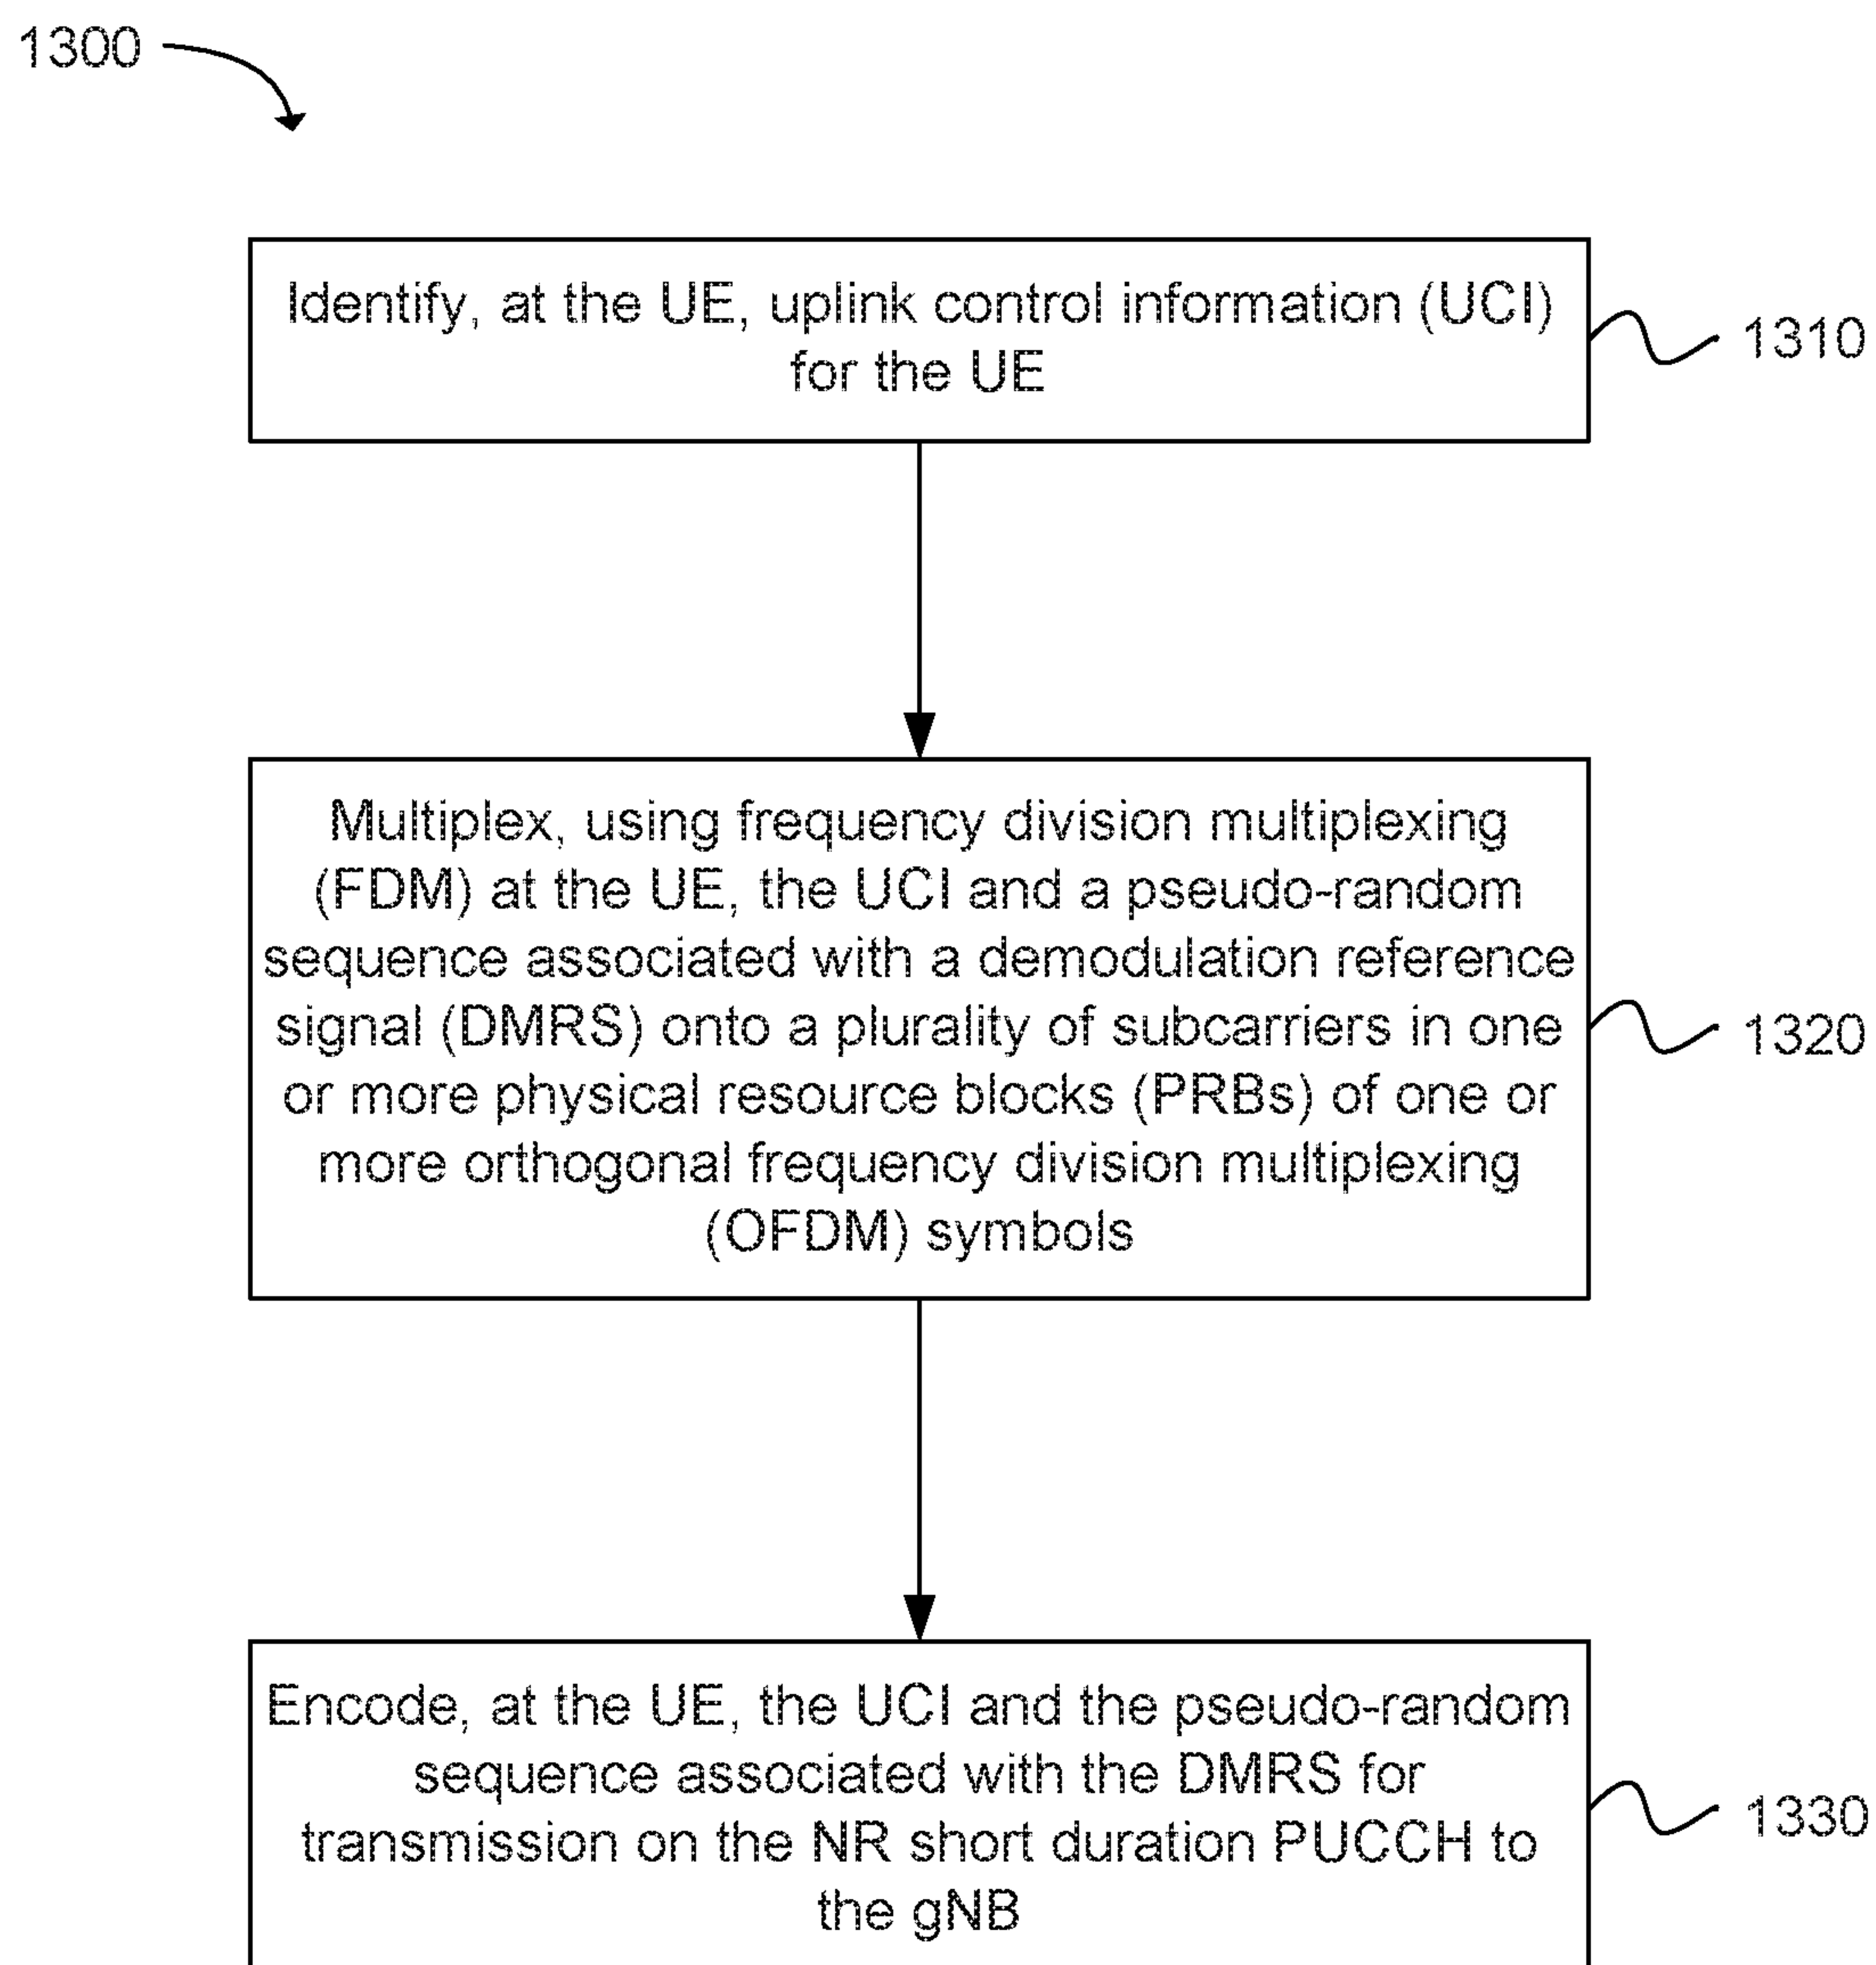 1300
Identify, at the UE, uplink control information (UCI)
for the UE
1310
Multiplex, using frequency division multiplexing
(FDM) at the UE, the UCI and a pseudo-random
sequence associated with a demodulation reference
signal (DMRS) onto a plurality of subcarriers in one
or more physical resource blocks (PRBs) of one or
more orthogonal frequency division multiplexing
(OFDM) symbols
1320
Encode, at the UE, the UCI and the pseudo-random
sequence associated with the DMRS for
transmission on the NR short duration PUCCH to
the gNB
1330